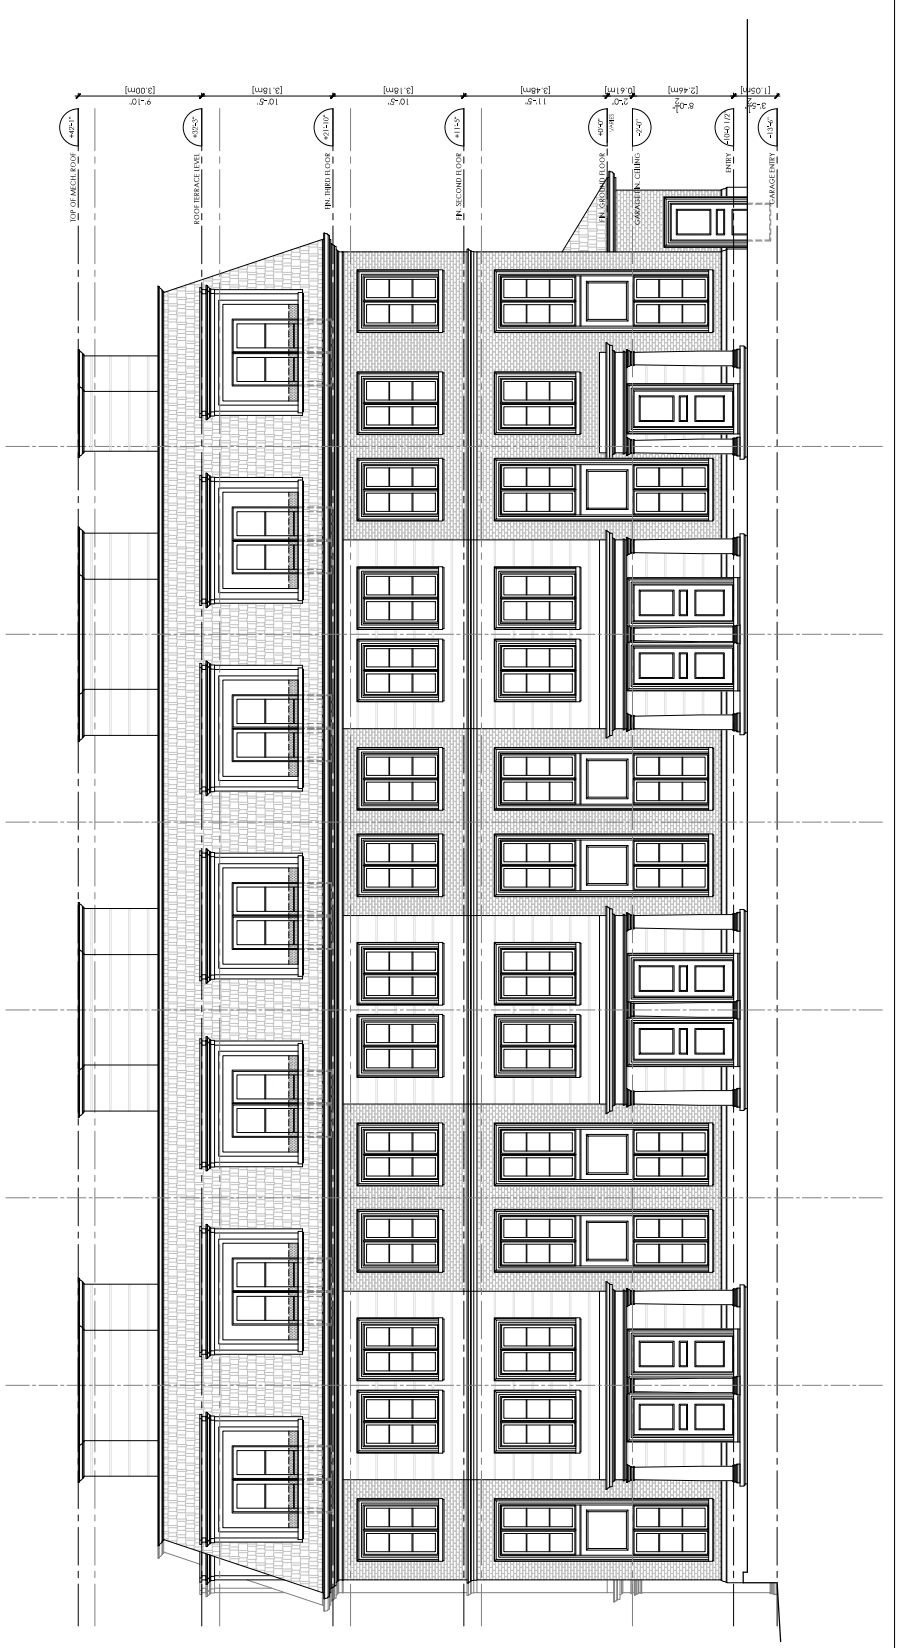 [3.00m]
9'-10"
[3.18m]
10'-5"
[3.18m]
10'-5"
[3.48m]
11'-5"
[0.61m]
2'-0"
[2.46m]
8'-0 1/2"
[1.05m]
+42'-1"
TOP OF MECH. ROOF
+32'-3"
ROOF TERRACE LEVEL
+21'-10"
FIN. THIRD FLOOR
+11'-5"
FIN. SECOND FLOOR
+0'-0"
VARIES
FIN. GROUND FLOOR
-2'-0"
GARAGE FIN. CEILING
-10'-0 1/2"
ENTRY
-13'-6"
GARAGE ENTRY